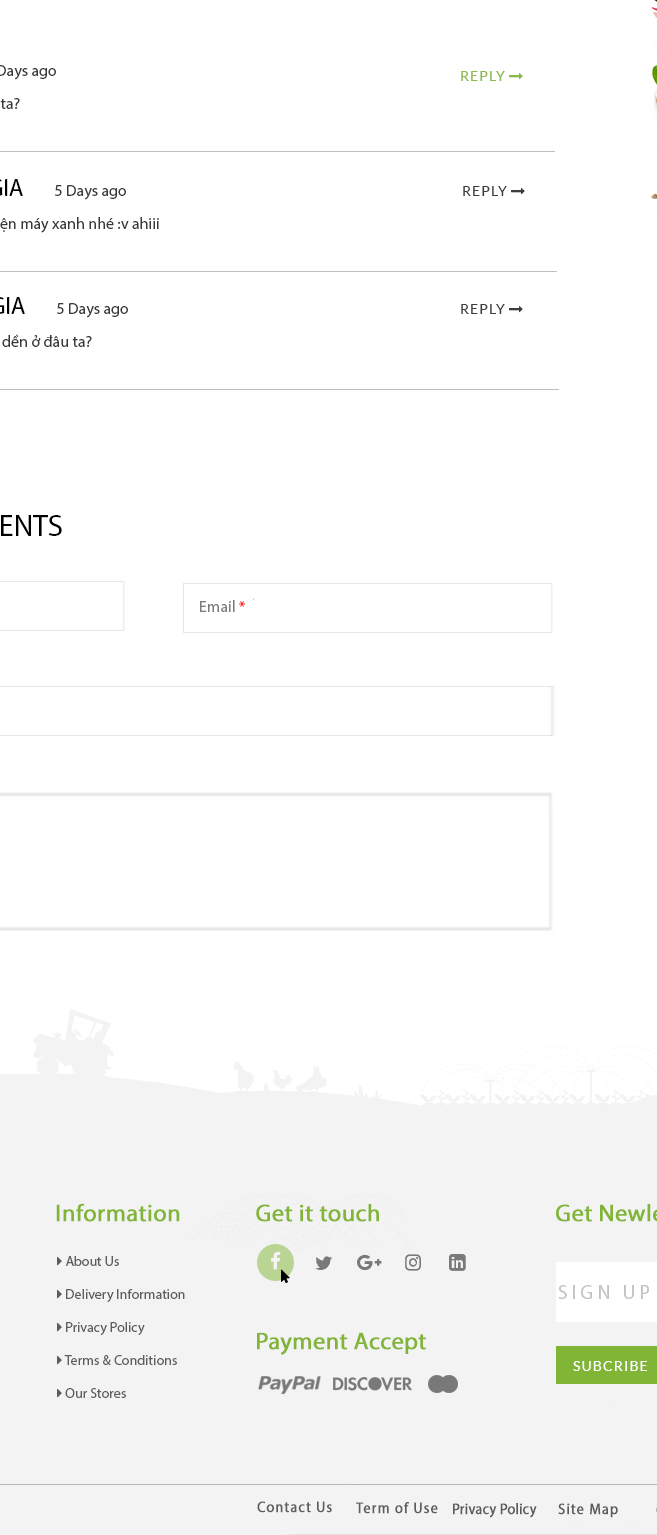 Days ago
REPLY
ta?
GIA 5 Days ago
REPLY
ện máy xanh nhé :v ahiii
GIA 5 Days ago
REPLY
dền ở đâu ta?
ENTS
Email *
Information
Get it touch
Get Newle
About Us
Delivery Information
Privacy Policy
Terms & Conditions
Our Stores
f
G+
in
Payment Accept
PayPal DISCOVER
SIGN UP
SUBCRIBE
Contact Us Term of Use Privacy Policy Site Map